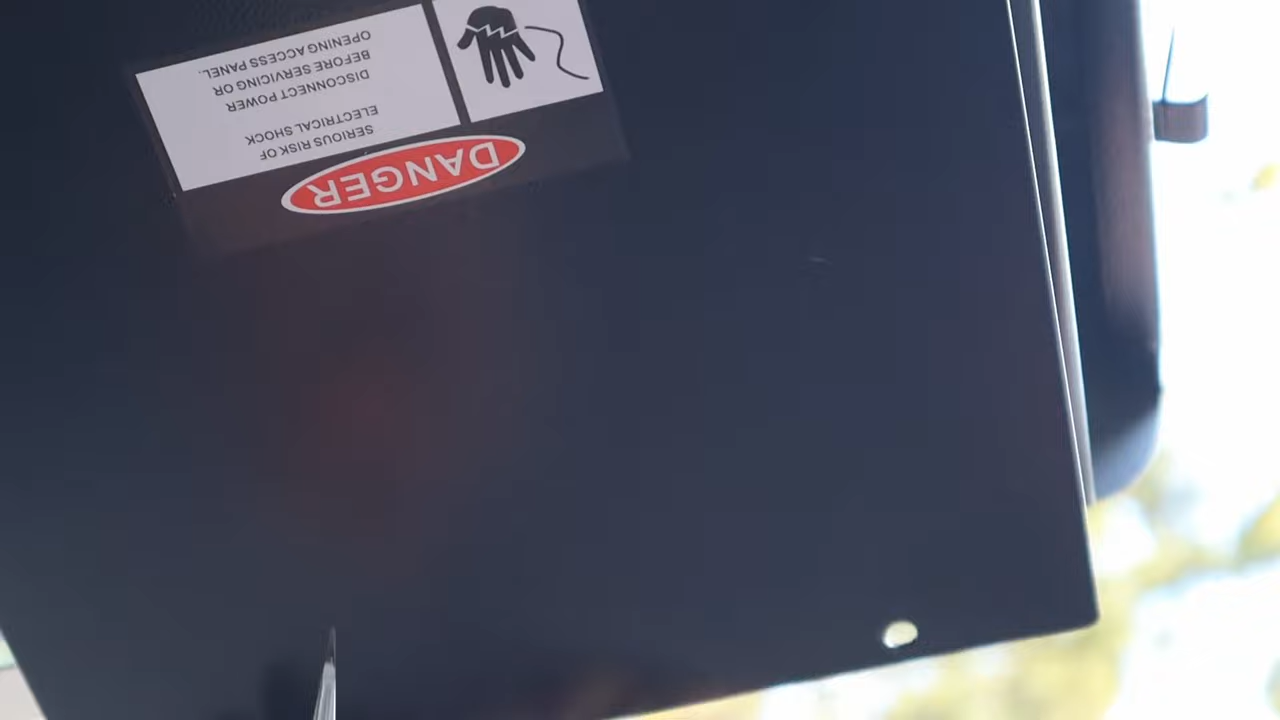 DANGER
SERIOUS RISK OF
ELECTRICAL SHOCK
DISCONNECT POWER
BEFORE SERVICING OR
OPENING ACCESS PANEL.